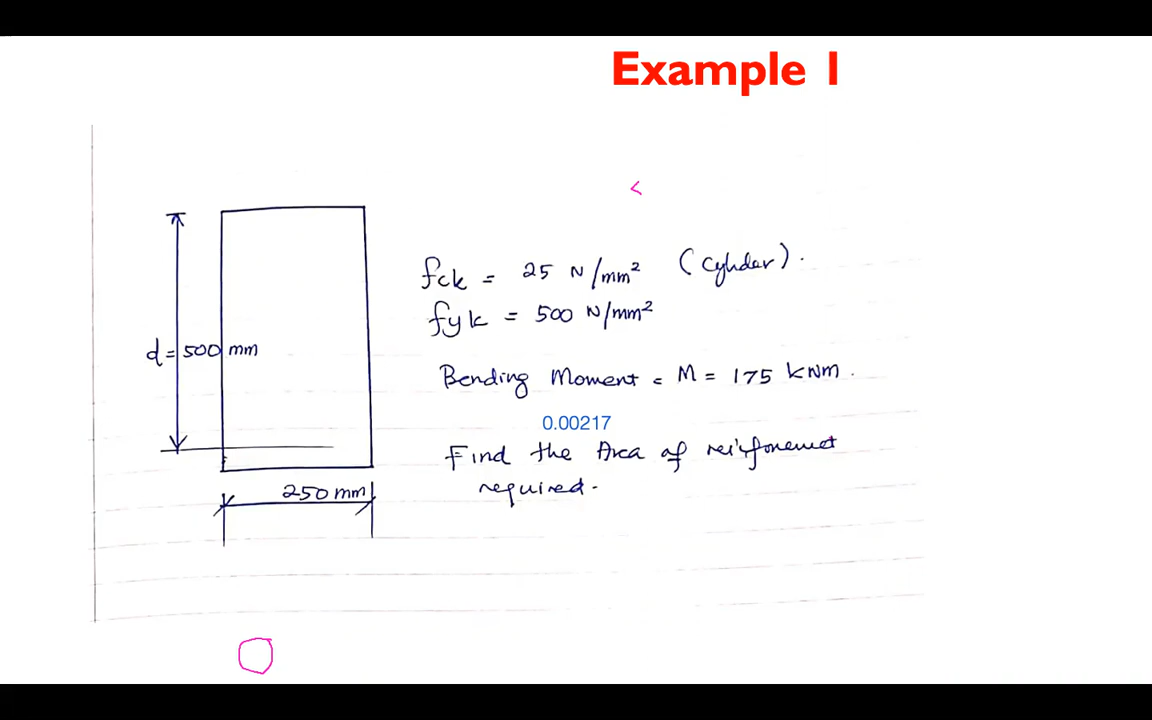 Example 1
<
fck = 25 N/mm² (Cylinder).
fyk = 500 N/mm²
d = 500 mm
Bending Moment = M = 175 kNm.
0.00217
Find the Area of reinforcement
required.
250 mm